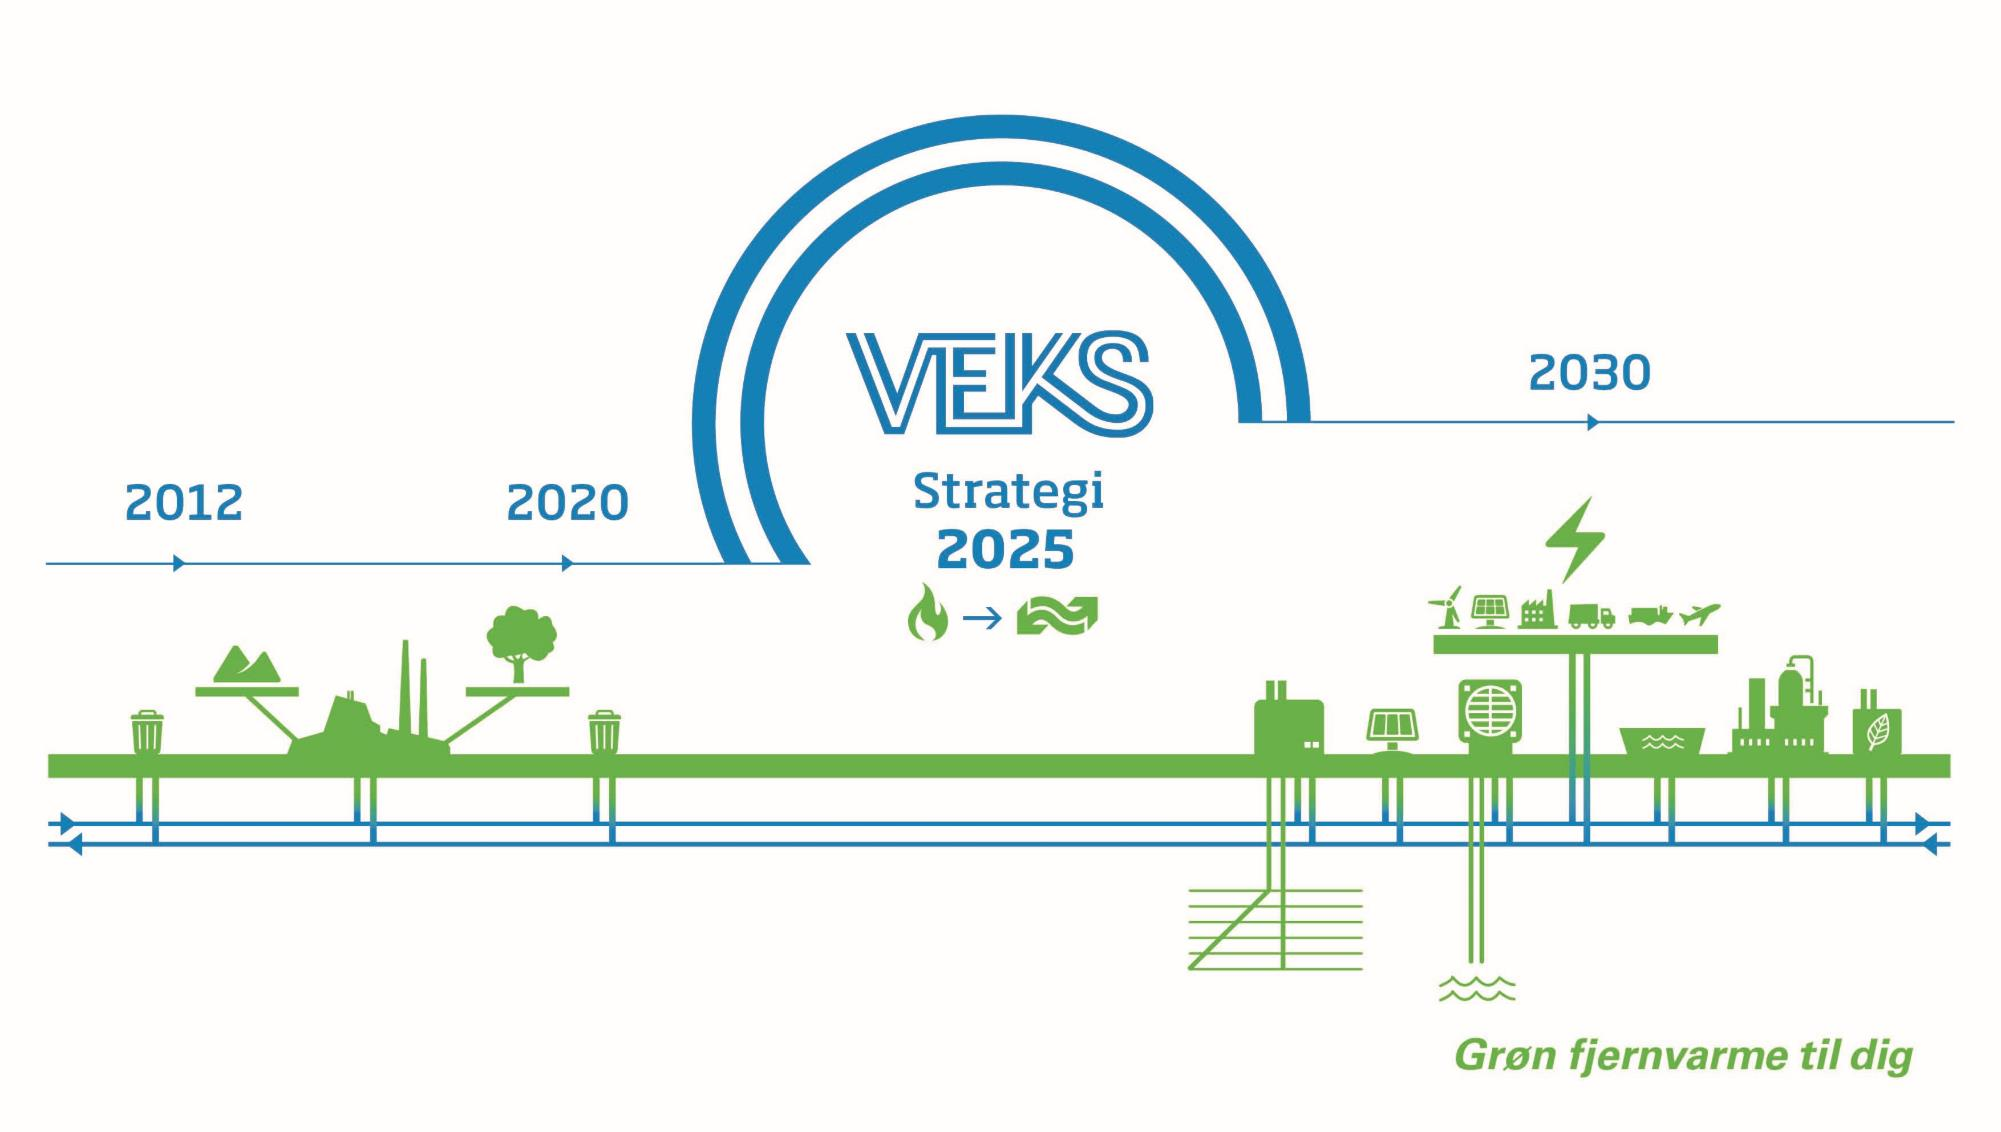 VEKS
Strategi
2025
2012
2020
2030
Grøn fjernvarme til dig